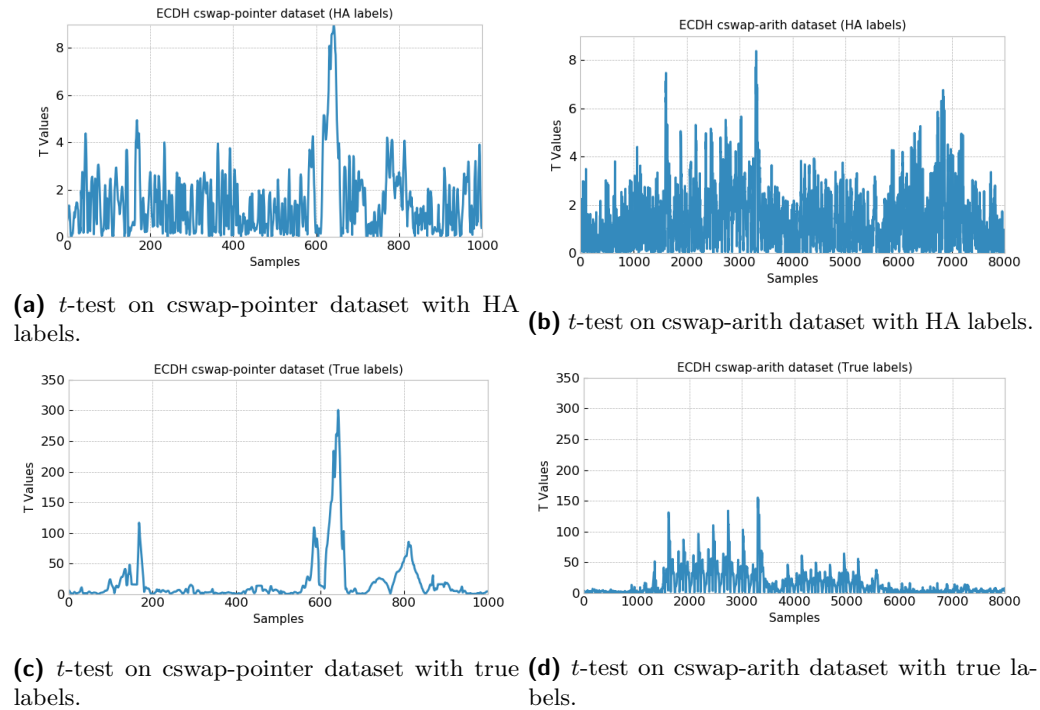 ECDH cswap-pointer dataset (HA labels)
8
6
4
2
0
T Values
0 200 400 600 800 1000
Samples
(a) t-test on cswap-pointer dataset with HA
labels.
ECDH cswap-arith dataset (HA labels)
8
6
4
2
0
T Values
0 1000 2000 3000 4000 5000 6000 7000 8000
Samples
(b) t-test on cswap-arith dataset with HA labels.
ECDH cswap-pointer dataset (True labels)
350
300
250
200
150
100
50
0
T Values
0 200 400 600 800 1000
Samples
(c) t-test on cswap-pointer dataset with true
labels.
ECDH cswap-arith dataset (True labels)
350
300
250
200
150
100
50
0
T Values
0 1000 2000 3000 4000 5000 6000 7000 8000
Samples
(d) t-test on cswap-arith dataset with true la-
bels.